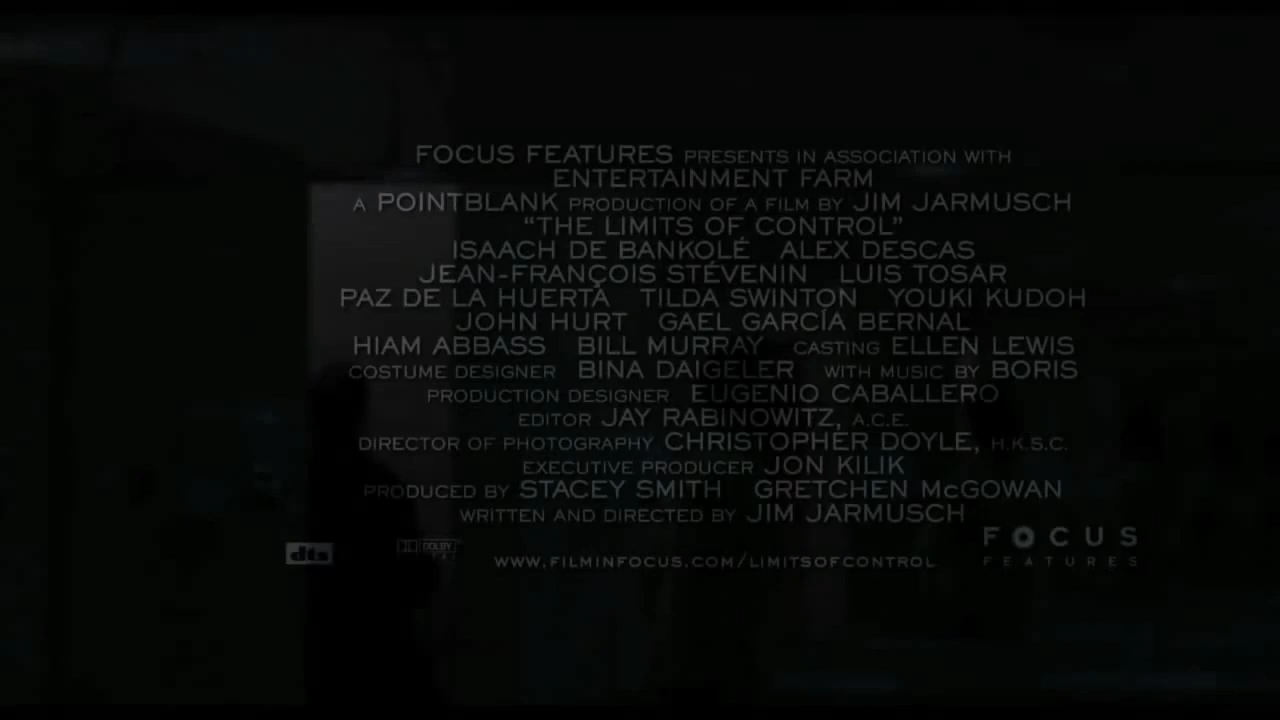 FOCUS FEATURES PRESENTS IN ASSOCIATION WITH
ENTERTAINMENT FARM
A POINTBLANK PRODUCTION OF A FILM BY JIM JARMUSCH
“THE LIMITS OF CONTROL”
ISAACH DE BANKOLÉ ALEX DESCAS
JEAN-FRANÇOIS STÉVENIN LUIS TOSAR
PAZ DE LA HUERTA TILDA SWINTON YOUKI KUDOH
JOHN HURT GAEL GARCÍA BERNAL
HIAM ABBASS BILL MURRAY CASTING ELLEN LEWIS
COSTUME DESIGNER BINA DAIGELER WITH MUSIC BY BORIS
PRODUCTION DESIGNER EUGENIO CABALLERO
EDITOR JAY RABINOWITZ, A.C.E.
DIRECTOR OF PHOTOGRAPHY CHRISTOPHER DOYLE, H.K.S.C.
EXECUTIVE PRODUCER JON KILIK
PRODUCED BY STACEY SMITH GRETCHEN McGOWAN
WRITTEN AND DIRECTED BY JIM JARMUSCH
dts DOLBY WWW.FILMINFOCUS.COM/LIMITSOFCONTROL
FOCUS
FEATURES